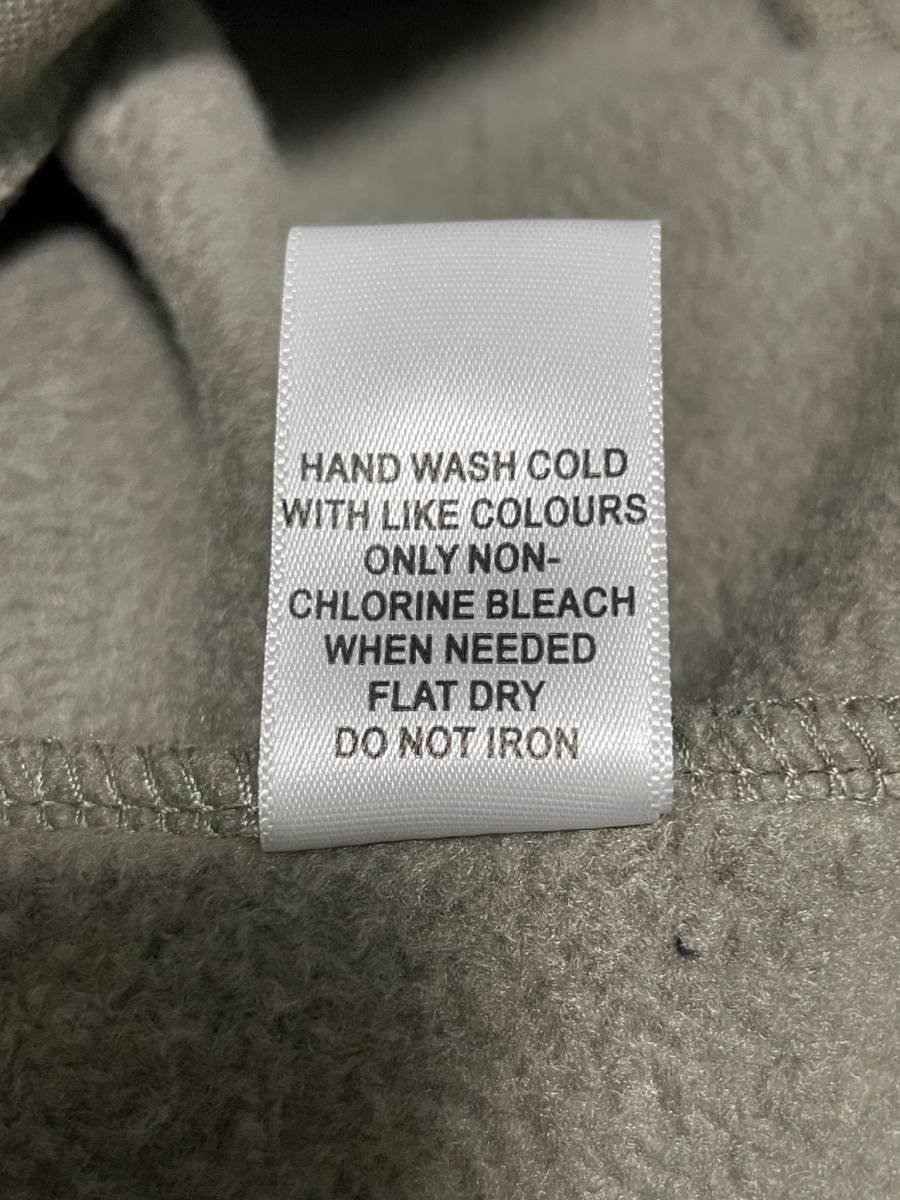 HAND WASH COLD
WITH LIKE COLOURS
ONLY NON-
CHLORINE BLEACH
WHEN NEEDED
FLAT DRY
DO NOT IRON